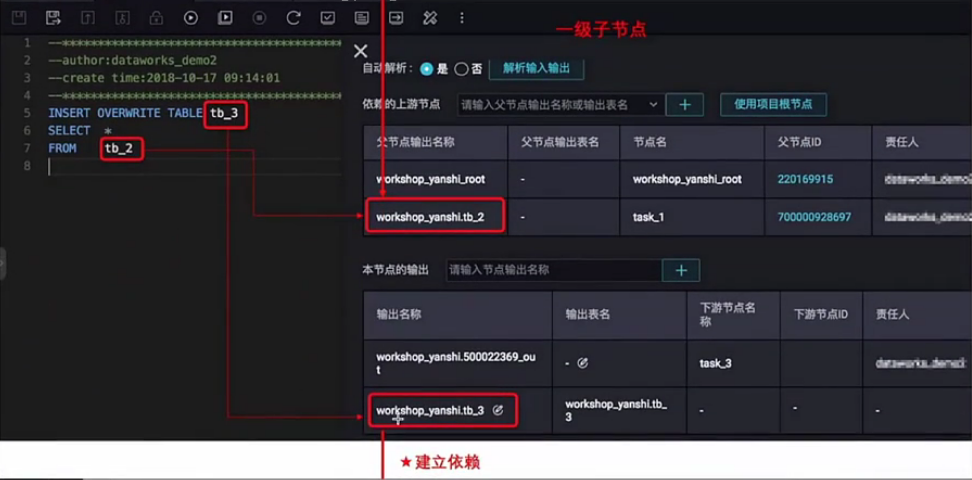 一级子节点
1 --****************************************
2 --author:dataworks_demo2
3 --create time:2018-10-17 09:14:01
4 --****************************************
5 INSERT OVERWRITE TABLE tb_3
6 SELECT *
7 FROM tb_2
8
自动解析: 是 否 解析输入输出
依赖的上游节点 请输入父节点输出名称或输出表名 + 使用项目根节点
父节点输出名称 父节点输出表名 节点名 父节点ID 责任人
workshop_yanshi_root - workshop_yanshi_root 220169915
workshop_yanshi.tb_2 - task_1 700000928697
本节点的输出 请输入节点输出名称 +
输出名称 输出表名 下游节点名称 下游节点ID 责任人
workshop_yanshi.500022369_out - task_3
workshop_yanshi.tb_3 workshop_yanshi.tb_3 - - -
★建立依赖